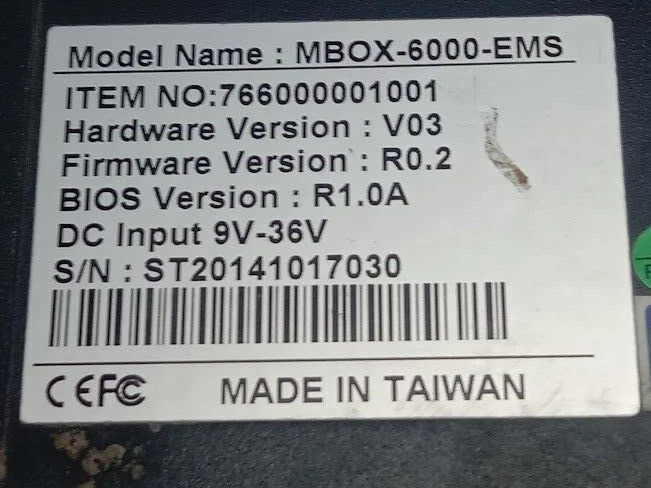 Model Name : MBOX-6000-EMS
ITEM NO:766000001001
Hardware Version : V03
Firmware Version : R0.2
BIOS Version : R1.0A
DC Input 9V-36V
S/N : ST20141017030
CE FC MADE IN TAIWAN